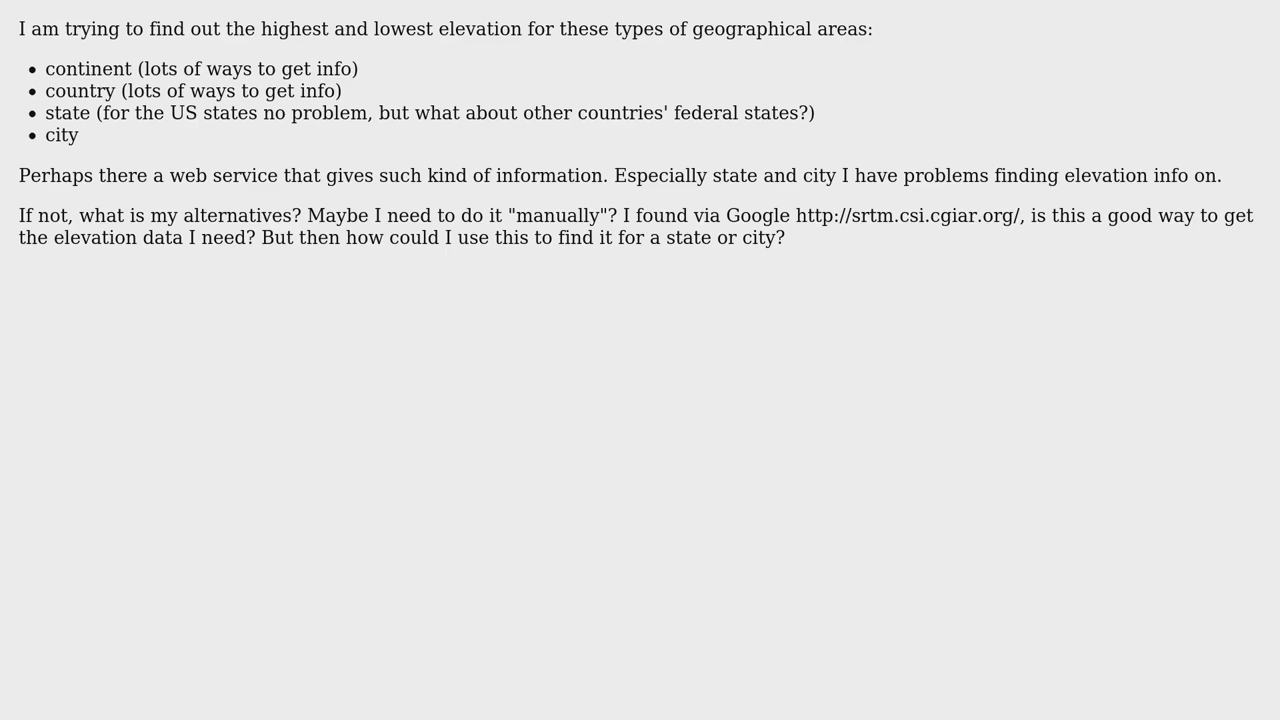 I am trying to find out the highest and lowest elevation for these types of geographical areas:
• continent (lots of ways to get info)
• country (lots of ways to get info)
• state (for the US states no problem, but what about other countries' federal states?)
• city
Perhaps there a web service that gives such kind of information. Especially state and city I have problems finding elevation info on.
If not, what is my alternatives? Maybe I need to do it "manually"? I found via Google http://srtm.csi.cgiar.org/, is this a good way to get
the elevation data I need? But then how could I use this to find it for a state or city?